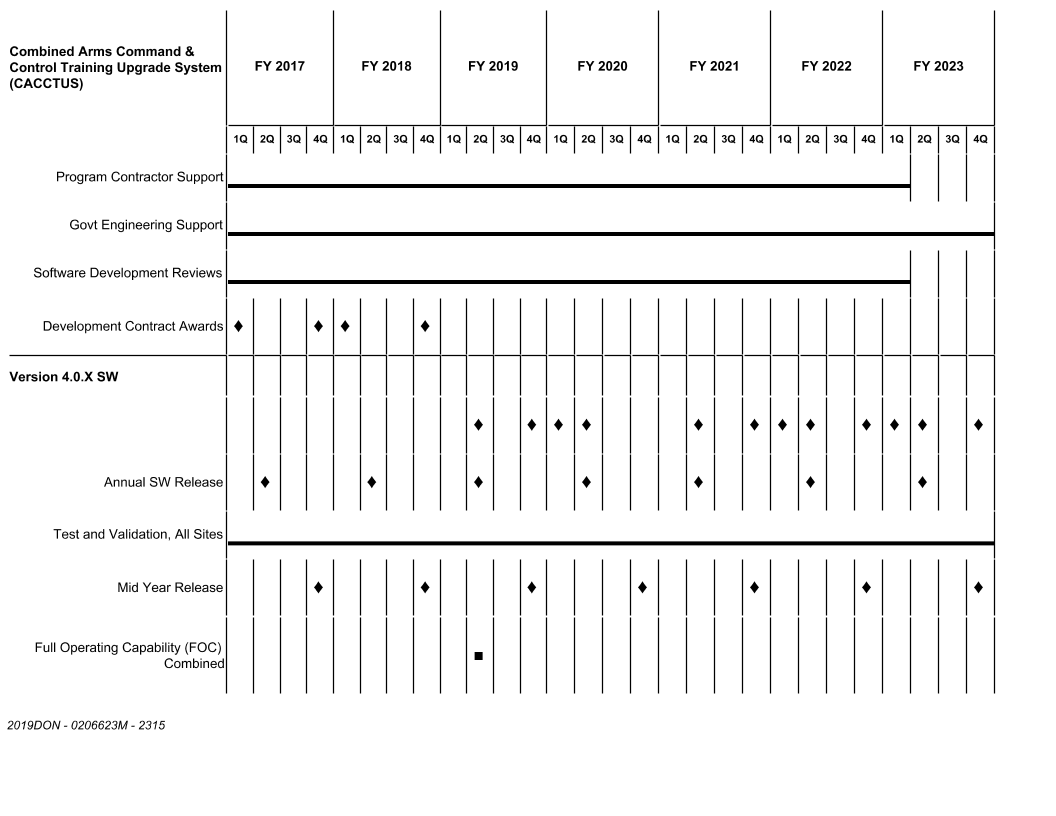 Combined Arms Command &
Control Training Upgrade System
(CACCTUS)
FY 2017 FY 2018 FY 2019 FY 2020 FY 2021 FY 2022 FY 2023
1Q 2Q 3Q 4Q 1Q 2Q 3Q 4Q 1Q 2Q 3Q 4Q 1Q 2Q 3Q 4Q 1Q 2Q 3Q 4Q 1Q 2Q 3Q 4Q 1Q 2Q 3Q 4Q
Program Contractor Support
Govt Engineering Support
Software Development Reviews
Development Contract Awards
Version 4.0.X SW
Annual SW Release
Test and Validation, All Sites
Mid Year Release
Full Operating Capability (FOC)
Combined
2019DON - 0206623M - 2315